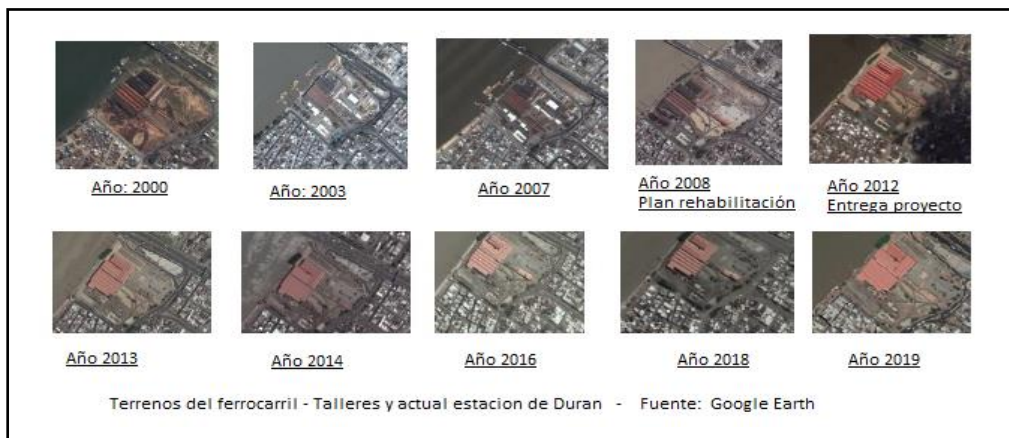 Año: 2000
Año: 2003
Año 2007
Año 2008
Plan rehabilitación
Año 2012
Entrega proyecto
Año 2013
Año 2014
Año 2016
Año 2018
Año 2019
Terrenos del ferrocarril - Talleres y actual estacion de Duran - Fuente: Google Earth